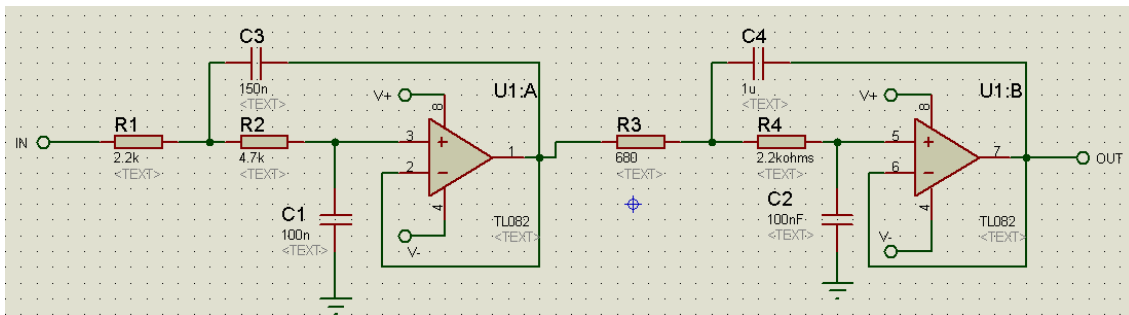 C3
150n
<TEXT>
C4
1u
<TEXT>
U1:A
U1:B
V+
8
V+
8
R1
2.2k
<TEXT>
R2
4.7k
<TEXT>
R3
680
<TEXT>
R4
2.2kohms
<TEXT>
IN
3
2
1
5
6
7
OUT
4
4
C1
100n
<TEXT>
C2
100nF
<TEXT>
V-
V-
TL082
<TEXT>
TL082
<TEXT>